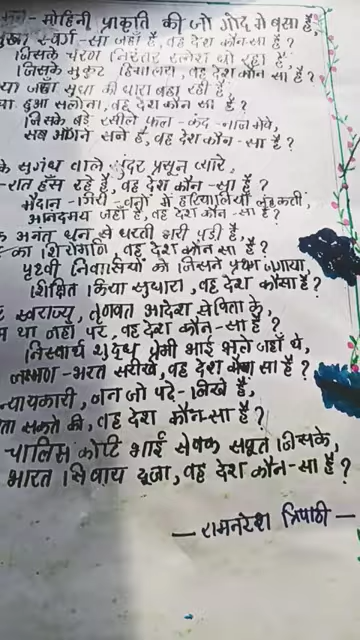 मोहिनी प्राकृति की जो गोद मे बसा है,
स्वर्ग-सा जहाँ है, वह देश कौन-सा है?
जिसके चरण निरंतर रत्नेश धो रहा है,
जिसके मुकुट हिमालय, वह देश कौन सा है?
जहाँ सुधा की धारा बहा रही है,
हुआ सलोना, वह देश कौन सा है?
जिसके बड़े रसीले फल-कंद-नाज मेवे,
सब अंग में सजे है, वह देश कौन-सा है?
के सुगंध वाले सुंदर प्रसून प्यारे,
-रात हँस रहे है, वह देश कौन-सा है?
मैदान-गिरी-वनो में हरियालियाँ लहकती,
आनदमय जहाँ है, वह देश कौन-सा है?
अनंत धन से धरती भरी पड़ी है,
का शिरोमणि, वह देश कौन सा है?
पृथ्वी निवासियों को जिसने प्रथम जगाया,
शिक्षित किया सुधारा, वह देश कौसा है?
स्वराज्य, तृणवत आदेश से पिता के,
था जहाँ पर, वह देश कौन-सा है?
निस्वार्थ शुद्ध प्रेमी भाई भले जहाँ थे,
लक्ष्मण-भरत सरीखे, वह देश कौन सा है?
न्यायकारी, जन जो पढे-लिखे है,
सकते की, वह देश कौन-सा है?
चालिस कोटि भाई सेवक सपूत जिसके,
भारत सिवाय दूजा, वह देश कौन-सा है?
— रामनरेश त्रिपाठी —